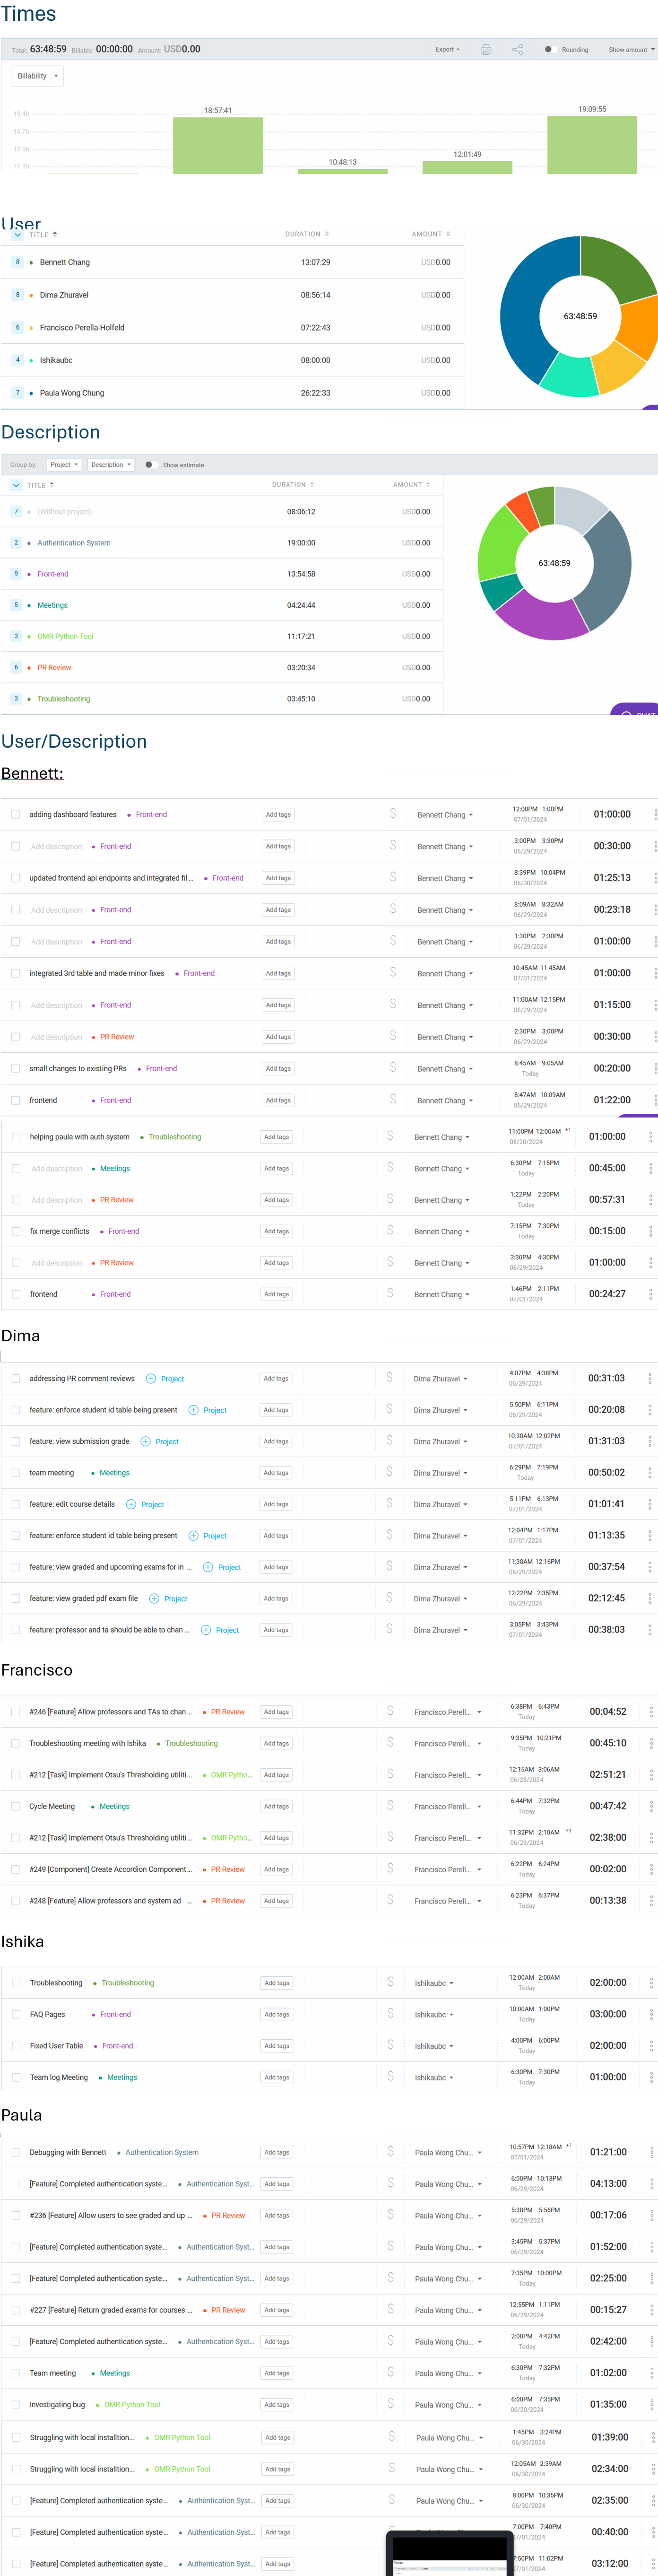 Times
Total: 63:48:59 Billable: 00:00:00 Amount: USD0.00 Export Rounding Show amount
Billability
19.4h
16.7h
13.9h
11.1h
18:57:41
10:48:13
12:01:49
19:09:55
User
TITLE DURATION AMOUNT
8 Bennett Chang 13:07:29 USD0.00
8 Dima Zhuravel 08:56:14 USD0.00
6 Francisco Perella-Holfeld 07:22:43 USD0.00
4 Ishikaubc 08:00:00 USD0.00
7 Paula Wong Chung 26:22:33 USD0.00
63:48:59
Description
Group by: Project Description Show estimate
TITLE DURATION AMOUNT
7 (Without project) 08:06:12 USD0.00
2 Authentication System 19:00:00 USD0.00
9 Front-end 13:54:58 USD0.00
5 Meetings 04:24:44 USD0.00
3 OMR Python Tool 11:17:21 USD0.00
6 PR Review 03:20:34 USD0.00
3 Troubleshooting 03:45:10 USD0.00
63:48:59
User/Description
Bennett:
adding dashboard features Front-end Add tags $ Bennett Chang 12:00PM 1:00PM 07/01/2024 01:00:00
Add description Front-end Add tags $ Bennett Chang 3:00PM 3:30PM 06/29/2024 00:30:00
updated frontend api endpoints and integrated fil ... Front-end Add tags $ Bennett Chang 8:39PM 10:04PM 06/30/2024 01:25:13
Add description Front-end Add tags $ Bennett Chang 8:09AM 8:32AM 06/29/2024 00:23:18
Add description Front-end Add tags $ Bennett Chang 1:30PM 2:30PM 06/29/2024 01:00:00
integrated 3rd table and made minor fixes Front-end Add tags $ Bennett Chang 10:45AM 11:45AM 07/01/2024 01:00:00
Add description Front-end Add tags $ Bennett Chang 11:00AM 12:15PM 06/29/2024 01:15:00
Add description PR Review Add tags $ Bennett Chang 2:30PM 3:00PM 06/29/2024 00:30:00
small changes to existing PRs Front-end Add tags $ Bennett Chang 8:45AM 9:05AM Today 00:20:00
frontend Front-end Add tags $ Bennett Chang 8:47AM 10:09AM 06/29/2024 01:22:00
helping paula with auth system Troubleshooting Add tags $ Bennett Chang 11:00PM 12:00AM +1 06/30/2024 01:00:00
Add description Meetings Add tags $ Bennett Chang 6:30PM 7:15PM Today 00:45:00
Add description PR Review Add tags $ Bennett Chang 1:22PM 2:20PM Today 00:57:31
fix merge conflicts Front-end Add tags $ Bennett Chang 7:15PM 7:30PM Today 00:15:00
Add description PR Review Add tags $ Bennett Chang 3:30PM 4:30PM 06/29/2024 01:00:00
frontend Front-end Add tags $ Bennett Chang 1:46PM 2:11PM 07/01/2024 00:24:27
Dima
addressing PR comment reviews Project Add tags $ Dima Zhuravel 4:07PM 4:38PM 06/29/2024 00:31:03
feature: enforce student id table being present Project Add tags $ Dima Zhuravel 5:50PM 6:11PM 06/29/2024 00:20:08
feature: view submission grade Project Add tags $ Dima Zhuravel 10:30AM 12:02PM 07/01/2024 01:31:03
team meeting Meetings Add tags $ Dima Zhuravel 6:29PM 7:19PM Today 00:50:02
feature: edit course details Project Add tags $ Dima Zhuravel 5:11PM 6:13PM 07/01/2024 01:01:41
feature: enforce student id table being present Project Add tags $ Dima Zhuravel 12:04PM 1:17PM 07/01/2024 01:13:35
feature: view graded and upcoming exams for in ... Project Add tags $ Dima Zhuravel 11:38AM 12:16PM 06/29/2024 00:37:54
feature: view graded pdf exam file Project Add tags $ Dima Zhuravel 12:22PM 2:35PM 06/29/2024 02:12:45
feature: professor and ta should be able to chan ... Project Add tags $ Dima Zhuravel 3:05PM 3:43PM 07/01/2024 00:38:03
Francisco
#246 [Feature] Allow professors and TAs to chan ... PR Review Add tags $ Francisco Perell... 6:38PM 6:43PM Today 00:04:52
Troubleshooting meeting with Ishika Troubleshooting Add tags $ Francisco Perell... 9:35PM 10:21PM Today 00:45:10
#212 [Task] Implement Otsu's Thresholding utiliti... OMR Pytho... Add tags $ Francisco Perell... 12:15AM 3:06AM 06/28/2024 02:51:21
Cycle Meeting Meetings Add tags $ Francisco Perell... 6:44PM 7:32PM Today 00:47:42
#212 [Task] Implement Otsu's Thresholding utiliti... OMR Pytho... Add tags $ Francisco Perell... 11:32PM 2:10AM +1 06/29/2024 02:38:00
#249 [Component] Create Accordion Component... PR Review Add tags $ Francisco Perell... 6:22PM 6:24PM Today 00:02:00
#248 [Feature] Allow professors and system ad ... PR Review Add tags $ Francisco Perell... 6:23PM 6:37PM Today 00:13:38
Ishika
Troubleshooting Troubleshooting Add tags $ Ishikaubc 12:00AM 2:00AM Today 02:00:00
FAQ Pages Front-end Add tags $ Ishikaubc 10:00AM 1:00PM Today 03:00:00
Fixed User Table Front-end Add tags $ Ishikaubc 4:00PM 6:00PM Today 02:00:00
Team log Meeting Meetings Add tags $ Ishikaubc 6:30PM 7:30PM Today 01:00:00
Paula
Debugging with Bennett Authentication System Add tags $ Paula Wong Chu... 10:57PM 12:18AM +1 07/01/2024 01:21:00
[Feature] Completed authentication syste... Authentication Syst... Add tags $ Paula Wong Chu... 6:00PM 10:13PM 06/29/2024 04:13:00
#236 [Feature] Allow users to see graded and up ... PR Review Add tags $ Paula Wong Chu... 5:38PM 5:56PM 06/29/2024 00:17:06
[Feature] Completed authentication syste... Authentication Syst... Add tags $ Paula Wong Chu... 3:45PM 5:37PM 06/29/2024 01:52:00
[Feature] Completed authentication syste... Authentication Syst... Add tags $ Paula Wong Chu... 7:35PM 10:00PM Today 02:25:00
#227 [Feature] Return graded exams for courses ... PR Review Add tags $ Paula Wong Chu... 12:55PM 1:11PM 06/29/2024 00:15:27
[Feature] Completed authentication syste... Authentication Syst... Add tags $ Paula Wong Chu... 2:00PM 4:42PM Today 02:42:00
Team meeting Meetings Add tags $ Paula Wong Chu... 6:30PM 7:32PM Today 01:02:00
Investigating bug OMR Python Tool Add tags $ Paula Wong Chu... 6:00PM 7:35PM 06/30/2024 01:35:00
Struggling with local installtion... OMR Python Tool Add tags $ Paula Wong Chu... 1:45PM 3:24PM 06/30/2024 01:39:00
Struggling with local installtion... OMR Python Tool Add tags $ Paula Wong Chu... 12:05AM 2:39AM 06/30/2024 02:34:00
[Feature] Completed authentication syste... Authentication Syst... Add tags $ Paula Wong Chu... 8:00PM 10:35PM 06/30/2024 02:35:00
[Feature] Completed authentication syste... Authentication Syst... Add tags 7:00PM 7:40PM 00:40:00
[Feature] Completed authentication syste... Authentication Syst... Add tags 11:02PM 03:12:00